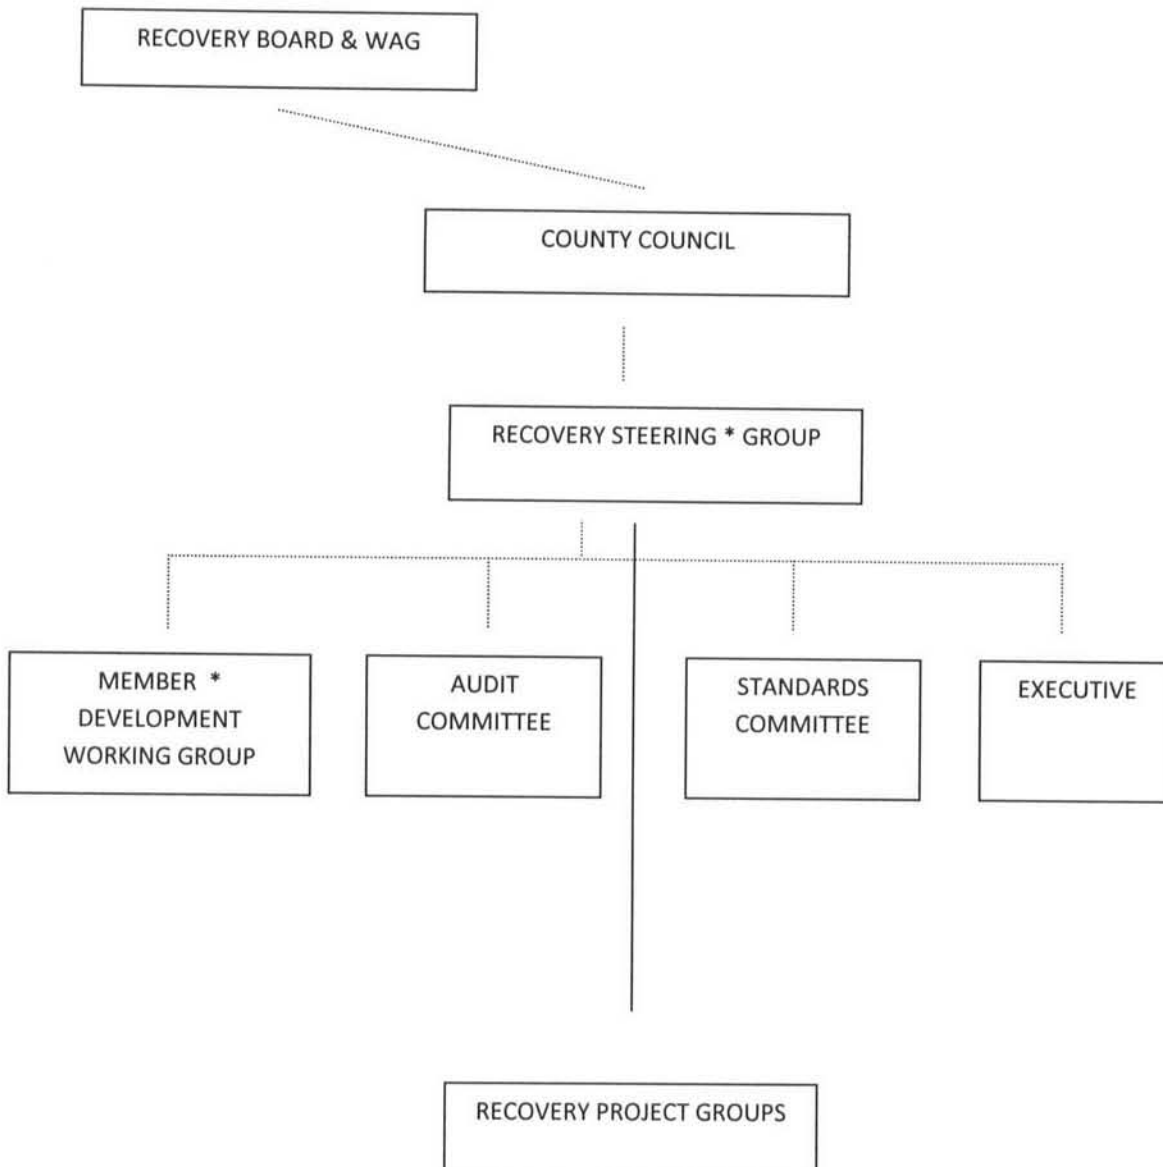 RECOVERY BOARD & WAG
COUNTY COUNCIL
RECOVERY STEERING * GROUP
MEMBER *
DEVELOPMENT
WORKING GROUP
AUDIT
COMMITTEE
STANDARDS
COMMITTEE
EXECUTIVE
RECOVERY PROJECT GROUPS